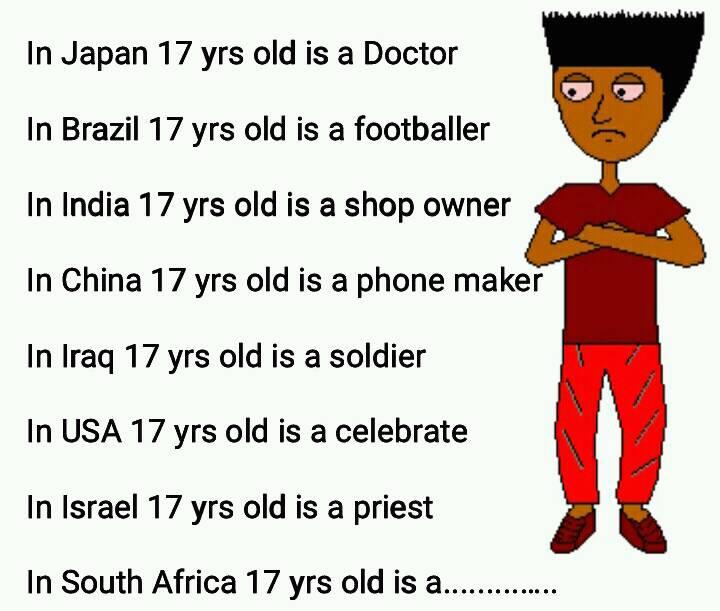 In Japan 17 yrs old is a Doctor
In Brazil 17 yrs old is a footballer
In India 17 yrs old is a shop owner
In China 17 yrs old is a phone maker
In Iraq 17 yrs old is a soldier
In USA 17 yrs old is a celebrate
In Israel 17 yrs old is a priest
In South Africa 17 yrs old is a..............